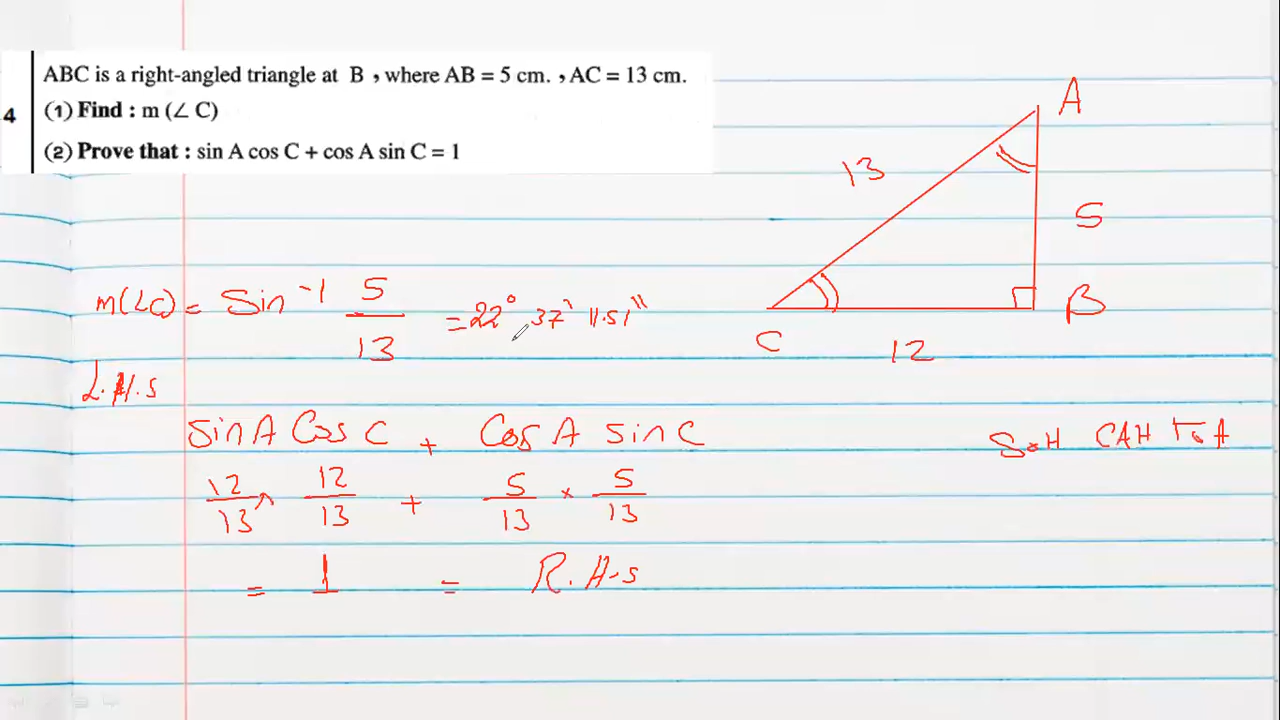 4
ABC is a right-angled triangle at B , where AB = 5 cm. , AC = 13 cm.
(1) Find : m (∠ C)
(2) Prove that : sin A cos C + cos A sin C = 1
A
13
5
B
C
12
m(∠C) = Sin⁻¹ 5/13 = 22° 37' 11.51"
L.H.S
sin A Cos C + Cos A sin C
12/13 × 12/13 + 5/13 × 5/13
= 1 = R.H.S
SoH CAH ToA